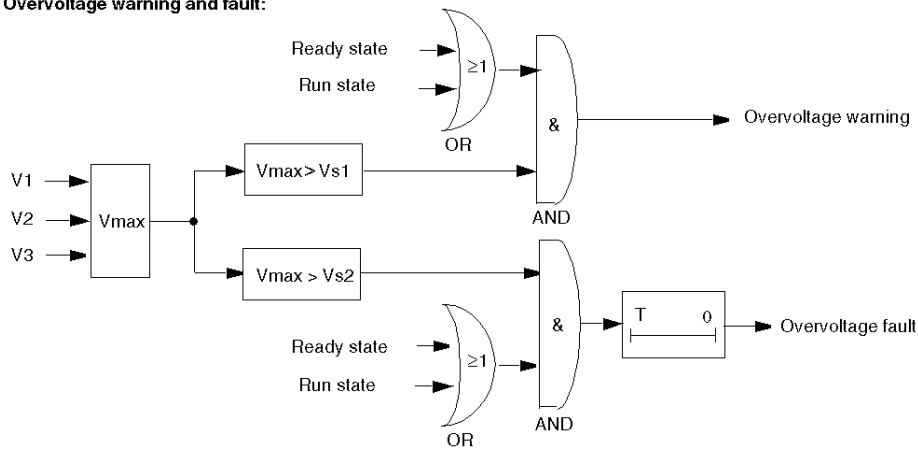 Overvoltage warning and fault:
Ready state
Run state
≥1
OR
&
AND
Overvoltage warning
V1
V2
V3
Vmax
Vmax> Vs1
Vmax > Vs2
Ready state
Run state
≥1
OR
&
AND
T 0
Overvoltage fault